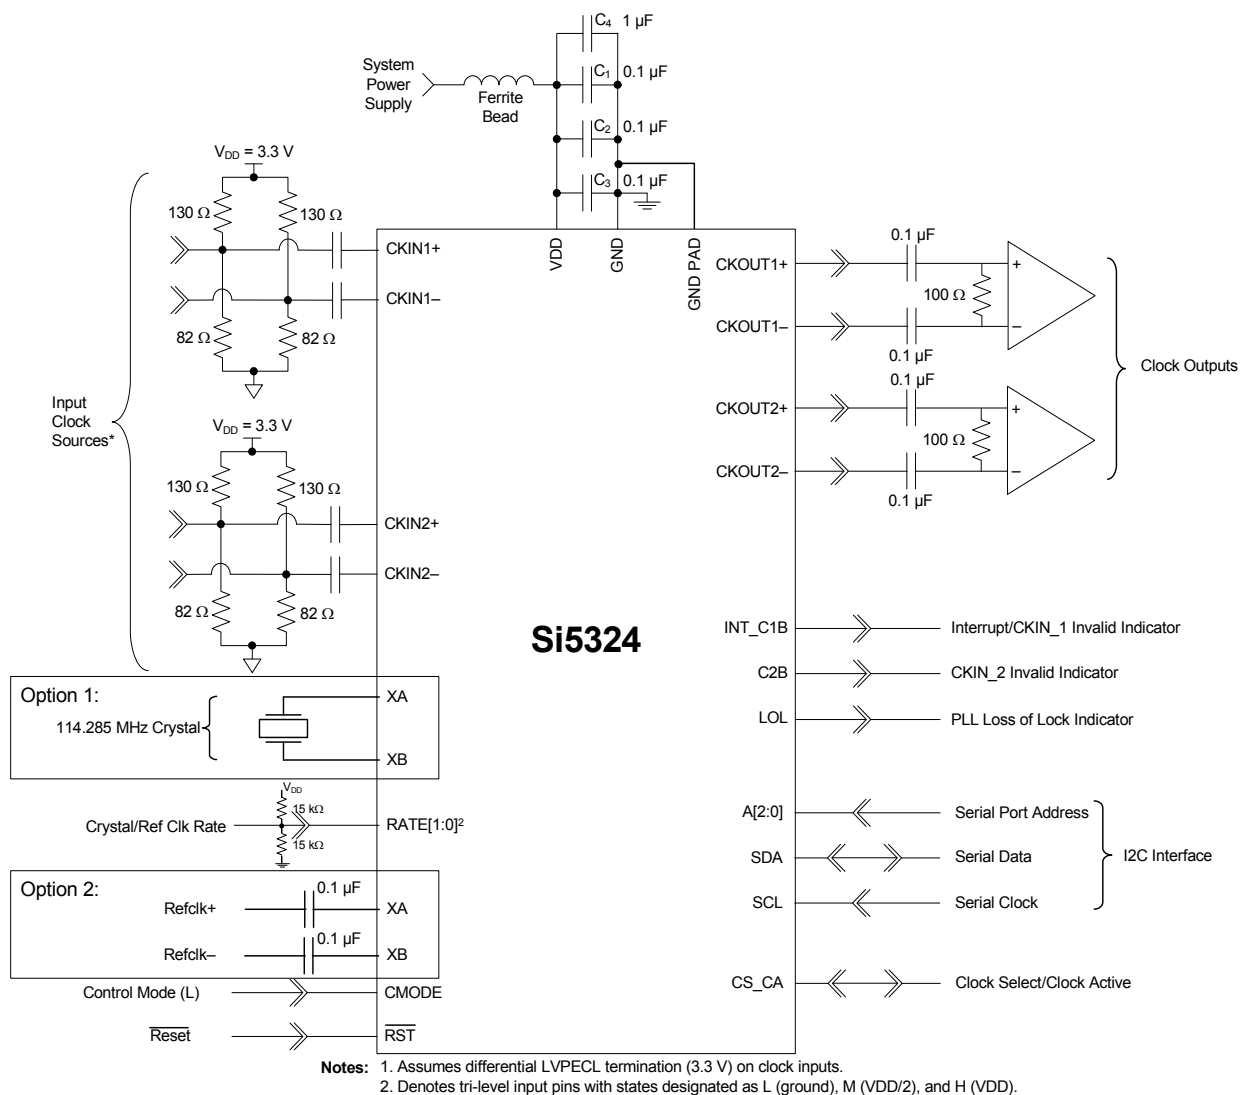 C4 1 µF
System
Power
Supply
Ferrite
Bead
C1 0.1 µF
C2 0.1 µF
C3 0.1 µF
VDD
GND
GND PAD
VDD = 3.3 V
130 Ω
130 Ω
CKIN1+
CKIN1–
82 Ω
82 Ω
Input
Clock
Sources*
VDD = 3.3 V
130 Ω
130 Ω
CKIN2+
CKIN2–
82 Ω
82 Ω
Option 1:
114.285 MHz Crystal
XA
XB
VDD
15 kΩ
15 kΩ
Crystal/Ref Clk Rate
RATE[1:0]²
Option 2:
Refclk+
0.1 µF
XA
Refclk–
0.1 µF
XB
Control Mode (L)
CMODE
Reset
RST
Si5324
CKOUT1+
0.1 µF
100 Ω
+
–
CKOUT1–
0.1 µF
CKOUT2+
0.1 µF
100 Ω
+
–
CKOUT2–
0.1 µF
Clock Outputs
INT_C1B
Interrupt/CKIN_1 Invalid Indicator
C2B
CKIN_2 Invalid Indicator
LOL
PLL Loss of Lock Indicator
A[2:0]
Serial Port Address
SDA
Serial Data
SCL
Serial Clock
I2C Interface
CS_CA
Clock Select/Clock Active
Notes: 1. Assumes differential LVPECL termination (3.3 V) on clock inputs.
2. Denotes tri-level input pins with states designated as L (ground), M (VDD/2), and H (VDD).